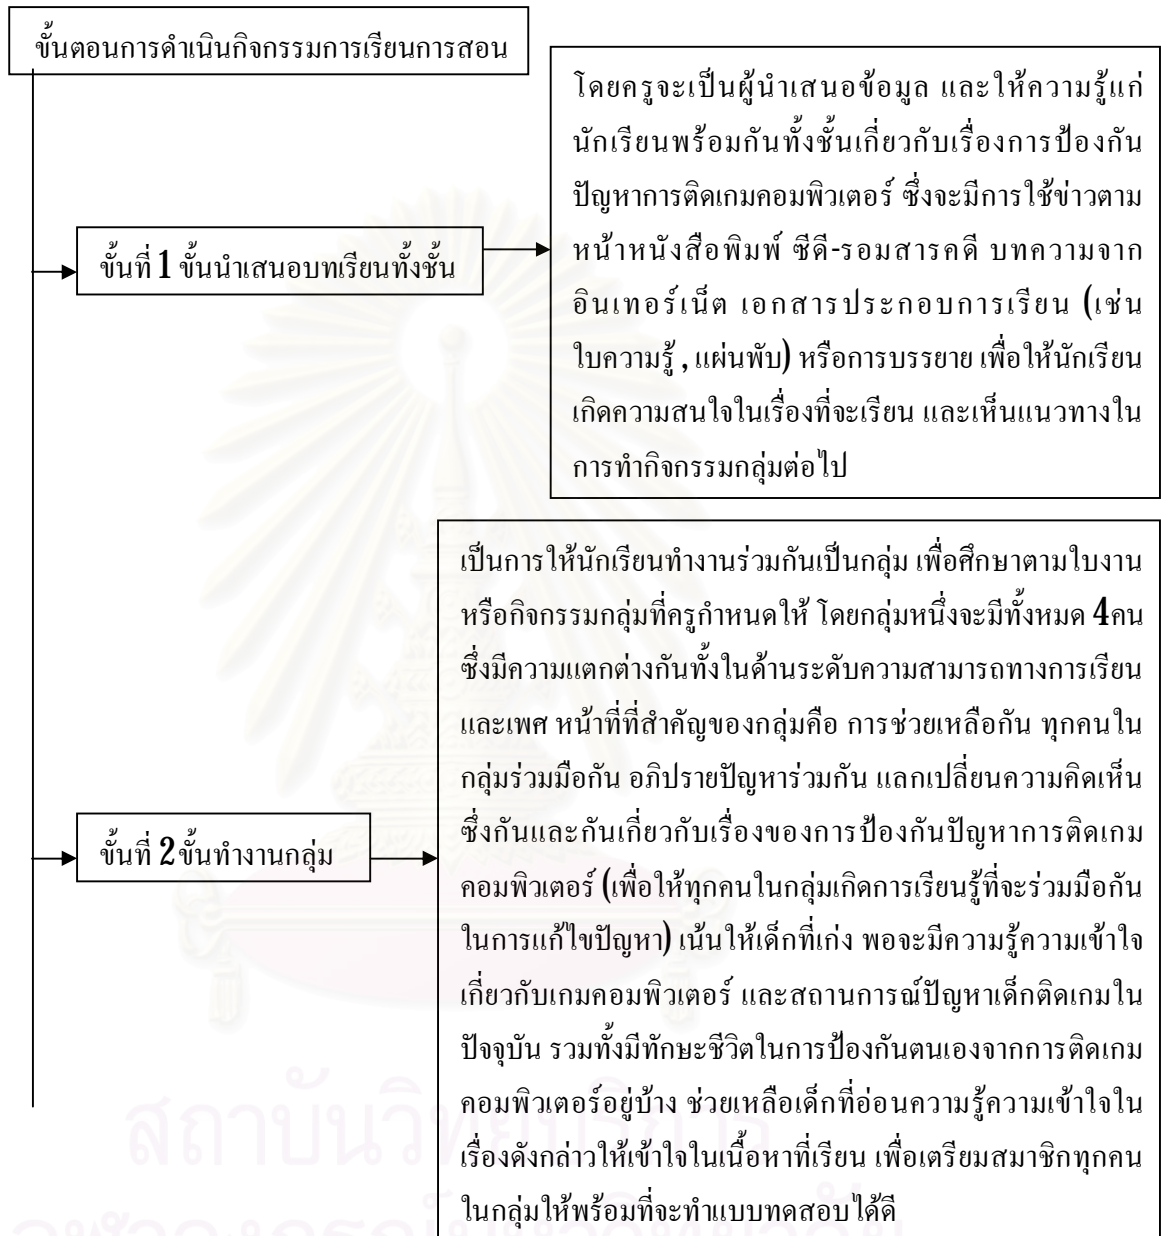 ขั้นตอนการดำเนินกิจกรรมการเรียนการสอน
ขั้นที่ 1 ขั้นนำเสนอบทเรียนทั้งชั้น
โดยครูจะเป็นผู้นำเสนอข้อมูล และให้ความรู้แก่
นักเรียนพร้อมกันทั้งชั้นเกี่ยวกับเรื่องการป้องกัน
ปัญหาการติดเกมคอมพิวเตอร์ ซึ่งจะมีการใช้ข่าวตาม
หน้าหนังสือพิมพ์ ซีดี-รอมสารคดี บทความจาก
อินเทอร์เน็ต เอกสารประกอบการเรียน (เช่น
ใบความรู้ , แผ่นพับ) หรือการบรรยาย เพื่อให้นักเรียน
เกิดความสนใจในเรื่องที่จะเรียน และเห็นแนวทางใน
การทำกิจกรรมกลุ่มต่อไป
ขั้นที่ 2 ขั้นทำงานกลุ่ม
เป็นการให้นักเรียนทำงานร่วมกันเป็นกลุ่ม เพื่อศึกษาตามใบงาน
หรือกิจกรรมกลุ่มที่ครูกำหนดให้ โดยกลุ่มหนึ่งจะมีทั้งหมด 4คน
ซึ่งมีความแตกต่างกันทั้งในด้านระดับความสามารถทางการเรียน
และเพศ หน้าที่ที่สำคัญของกลุ่มคือ การช่วยเหลือกัน ทุกคนใน
กลุ่มร่วมมือกัน อภิปรายปัญหาร่วมกัน แลกเปลี่ยนความคิดเห็น
ซึ่งกันและกันเกี่ยวกับเรื่องของการป้องกันปัญหาการติดเกม
คอมพิวเตอร์ (เพื่อให้ทุกคนในกลุ่มเกิดการเรียนรู้ที่จะร่วมมือกัน
ในการแก้ไขปัญหา) เน้นให้เด็กที่เก่ง พอจะมีความรู้ความเข้าใจ
เกี่ยวกับเกมคอมพิวเตอร์ และสถานการณ์ปัญหาเด็กติดเกมใน
ปัจจุบัน รวมทั้งมีทักษะชีวิตในการป้องกันตนเองจากการติดเกม
คอมพิวเตอร์อยู่บ้าง ช่วยเหลือเด็กที่อ่อนความรู้ความเข้าใจใน
เรื่องดังกล่าวให้เข้าใจในเนื้อหาที่เรียน เพื่อเตรียมสมาชิกทุกคน
ในกลุ่มให้พร้อมที่จะทำแบบทดสอบได้ดี
สถาบันวิทยบริการ
จุฬาลงกรณ์มหาวิทยาลัย